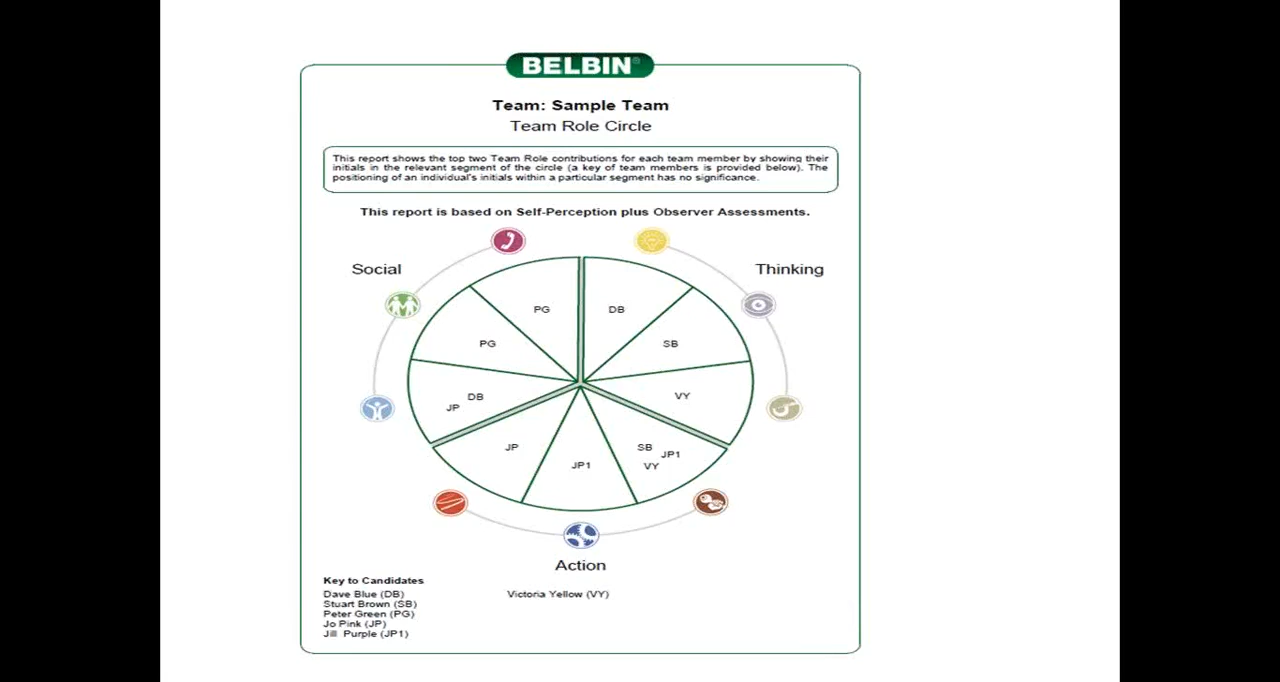 BELBIN®
Team: Sample Team
Team Role Circle
This report shows the top two Team Role contributions for each team member by showing their
initials in the relevant segment of the circle (a key of team members is provided below). The
positioning of an individual's initials within a particular segment has no significance.
This report is based on Self-Perception plus Observer Assessments.
Social
Thinking
PG
DB
PG
SB
DB
JP
VY
JP
JP1
SB
JP1
VY
Action
Key to Candidates
Dave Blue (DB)
Stuart Brown (SB)
Peter Green (PG)
Jo Pink (JP)
Jill Purple (JP1)
Victoria Yellow (VY)